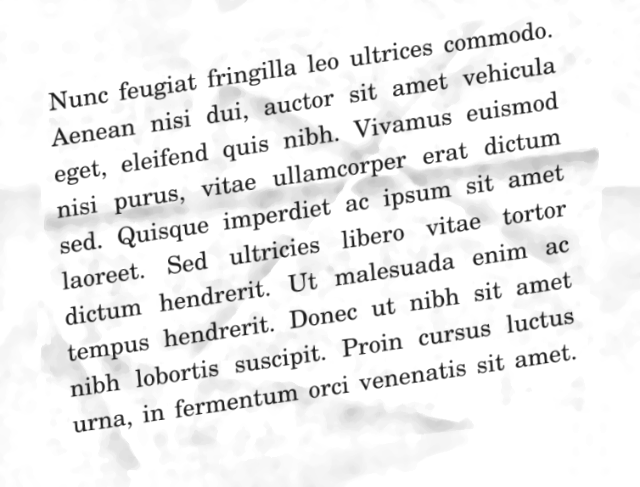 Nunc feugiat fringilla leo ultrices commodo.
Aenean nisi dui, auctor sit amet vehicula
eget, eleifend quis nibh. Vivamus euismod
nisi purus, vitae ullamcorper erat dictum
sed. Quisque imperdiet ac ipsum sit amet
laoreet. Sed ultricies libero vitae tortor
dictum hendrerit. Ut malesuada enim ac
tempus hendrerit. Donec ut nibh sit amet
nibh lobortis suscipit. Proin cursus luctus
urna, in fermentum orci venenatis sit amet.